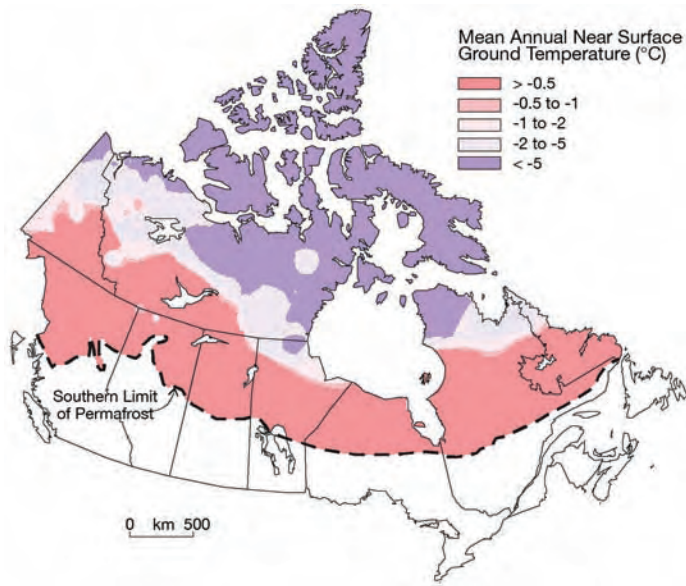 Mean Annual Near Surface
Ground Temperature (°C)
> -0.5
-0.5 to -1
-1 to -2
-2 to -5
< -5
Southern Limit
of Permafrost
0 km 500